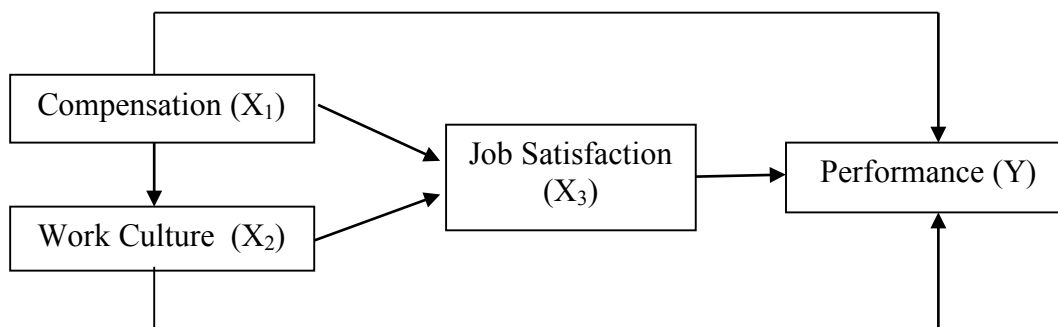 Compensation (X₁)
Job Satisfaction
(X₃)
Performance (Y)
Work Culture (X₂)